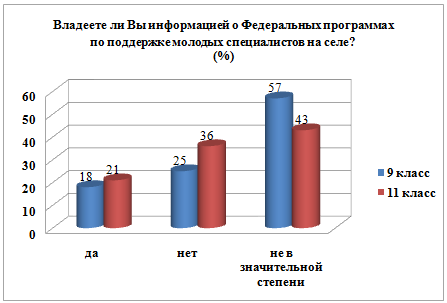 Владеете ли Вы информацией о Федеральных программах
по поддержке молодых специалистов на селе?
(%)
60
50
40
30
20
10
0
18
21
25
36
57
43
да
нет
не в
значительной
степени
9 класс
11 класс